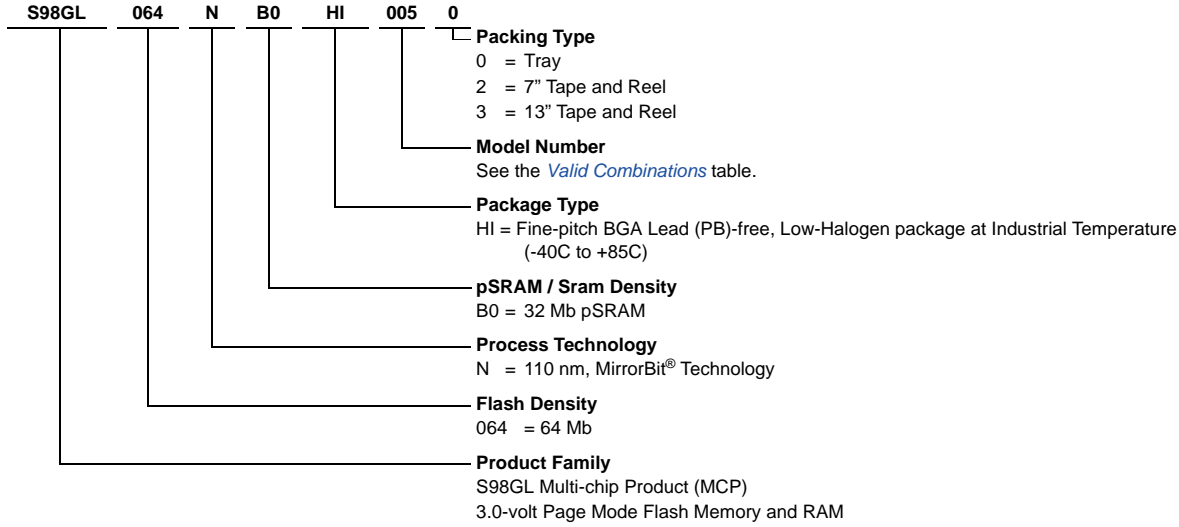 S98GL 064 N B0 HI 005 0
Packing Type
0 = Tray
2 = 7” Tape and Reel
3 = 13” Tape and Reel
Model Number
See the Valid Combinations table.
Package Type
HI = Fine-pitch BGA Lead (PB)-free, Low-Halogen package at Industrial Temperature
(-40C to +85C)
pSRAM / Sram Density
B0 = 32 Mb pSRAM
Process Technology
N = 110 nm, MirrorBit® Technology
Flash Density
064 = 64 Mb
Product Family
S98GL Multi-chip Product (MCP)
3.0-volt Page Mode Flash Memory and RAM